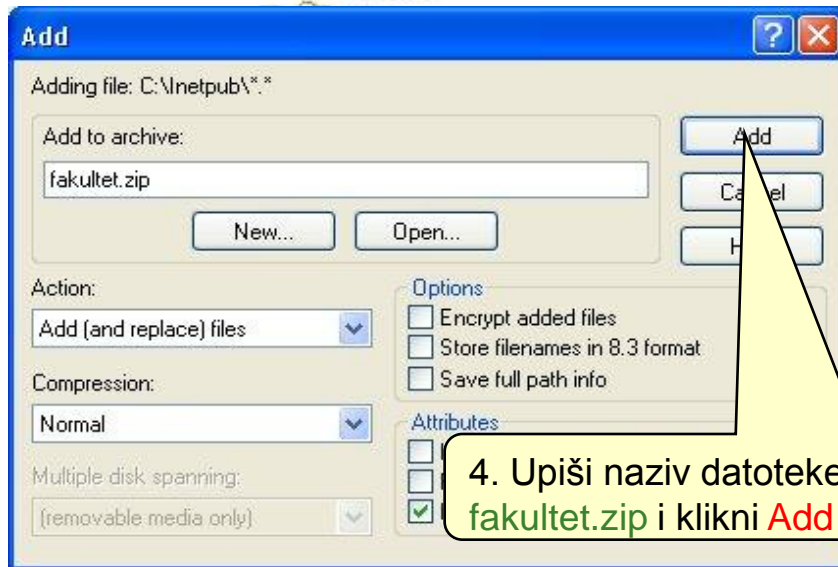 Add
Adding file: C:\Inetpub\*.*
Add to archive:
fakultet.zip
New...
Open...
Add
Action:
Add (and replace) files
Compression:
Normal
Multiple disk spanning:
(removable media only)
Options
Encrypt added files
Store filenames in 8.3 format
Save full path info
Attributes
4. Upiši naziv datoteke
fakultet.zip i klikni Add